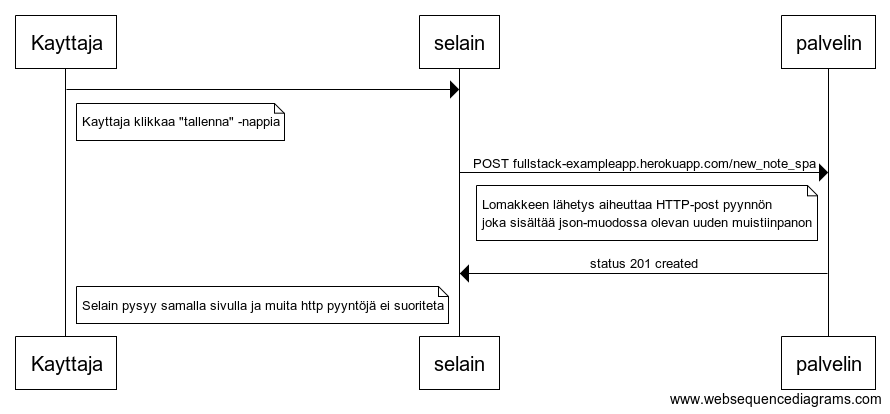 Kayttaja
selain
palvelin
Kayttaja klikkaa "tallenna" -nappia
POST fullstack-exampleapp.herokuapp.com/new_note_spa
Lomakkeen lähetys aiheuttaa HTTP-post pyynnön
joka sisältää json-muodossa olevan uuden muistiinpanon
status 201 created
Selain pysyy samalla sivulla ja muita http pyyntöjä ei suoriteta
Kayttaja
selain
palvelin
www.websequencediagrams.com